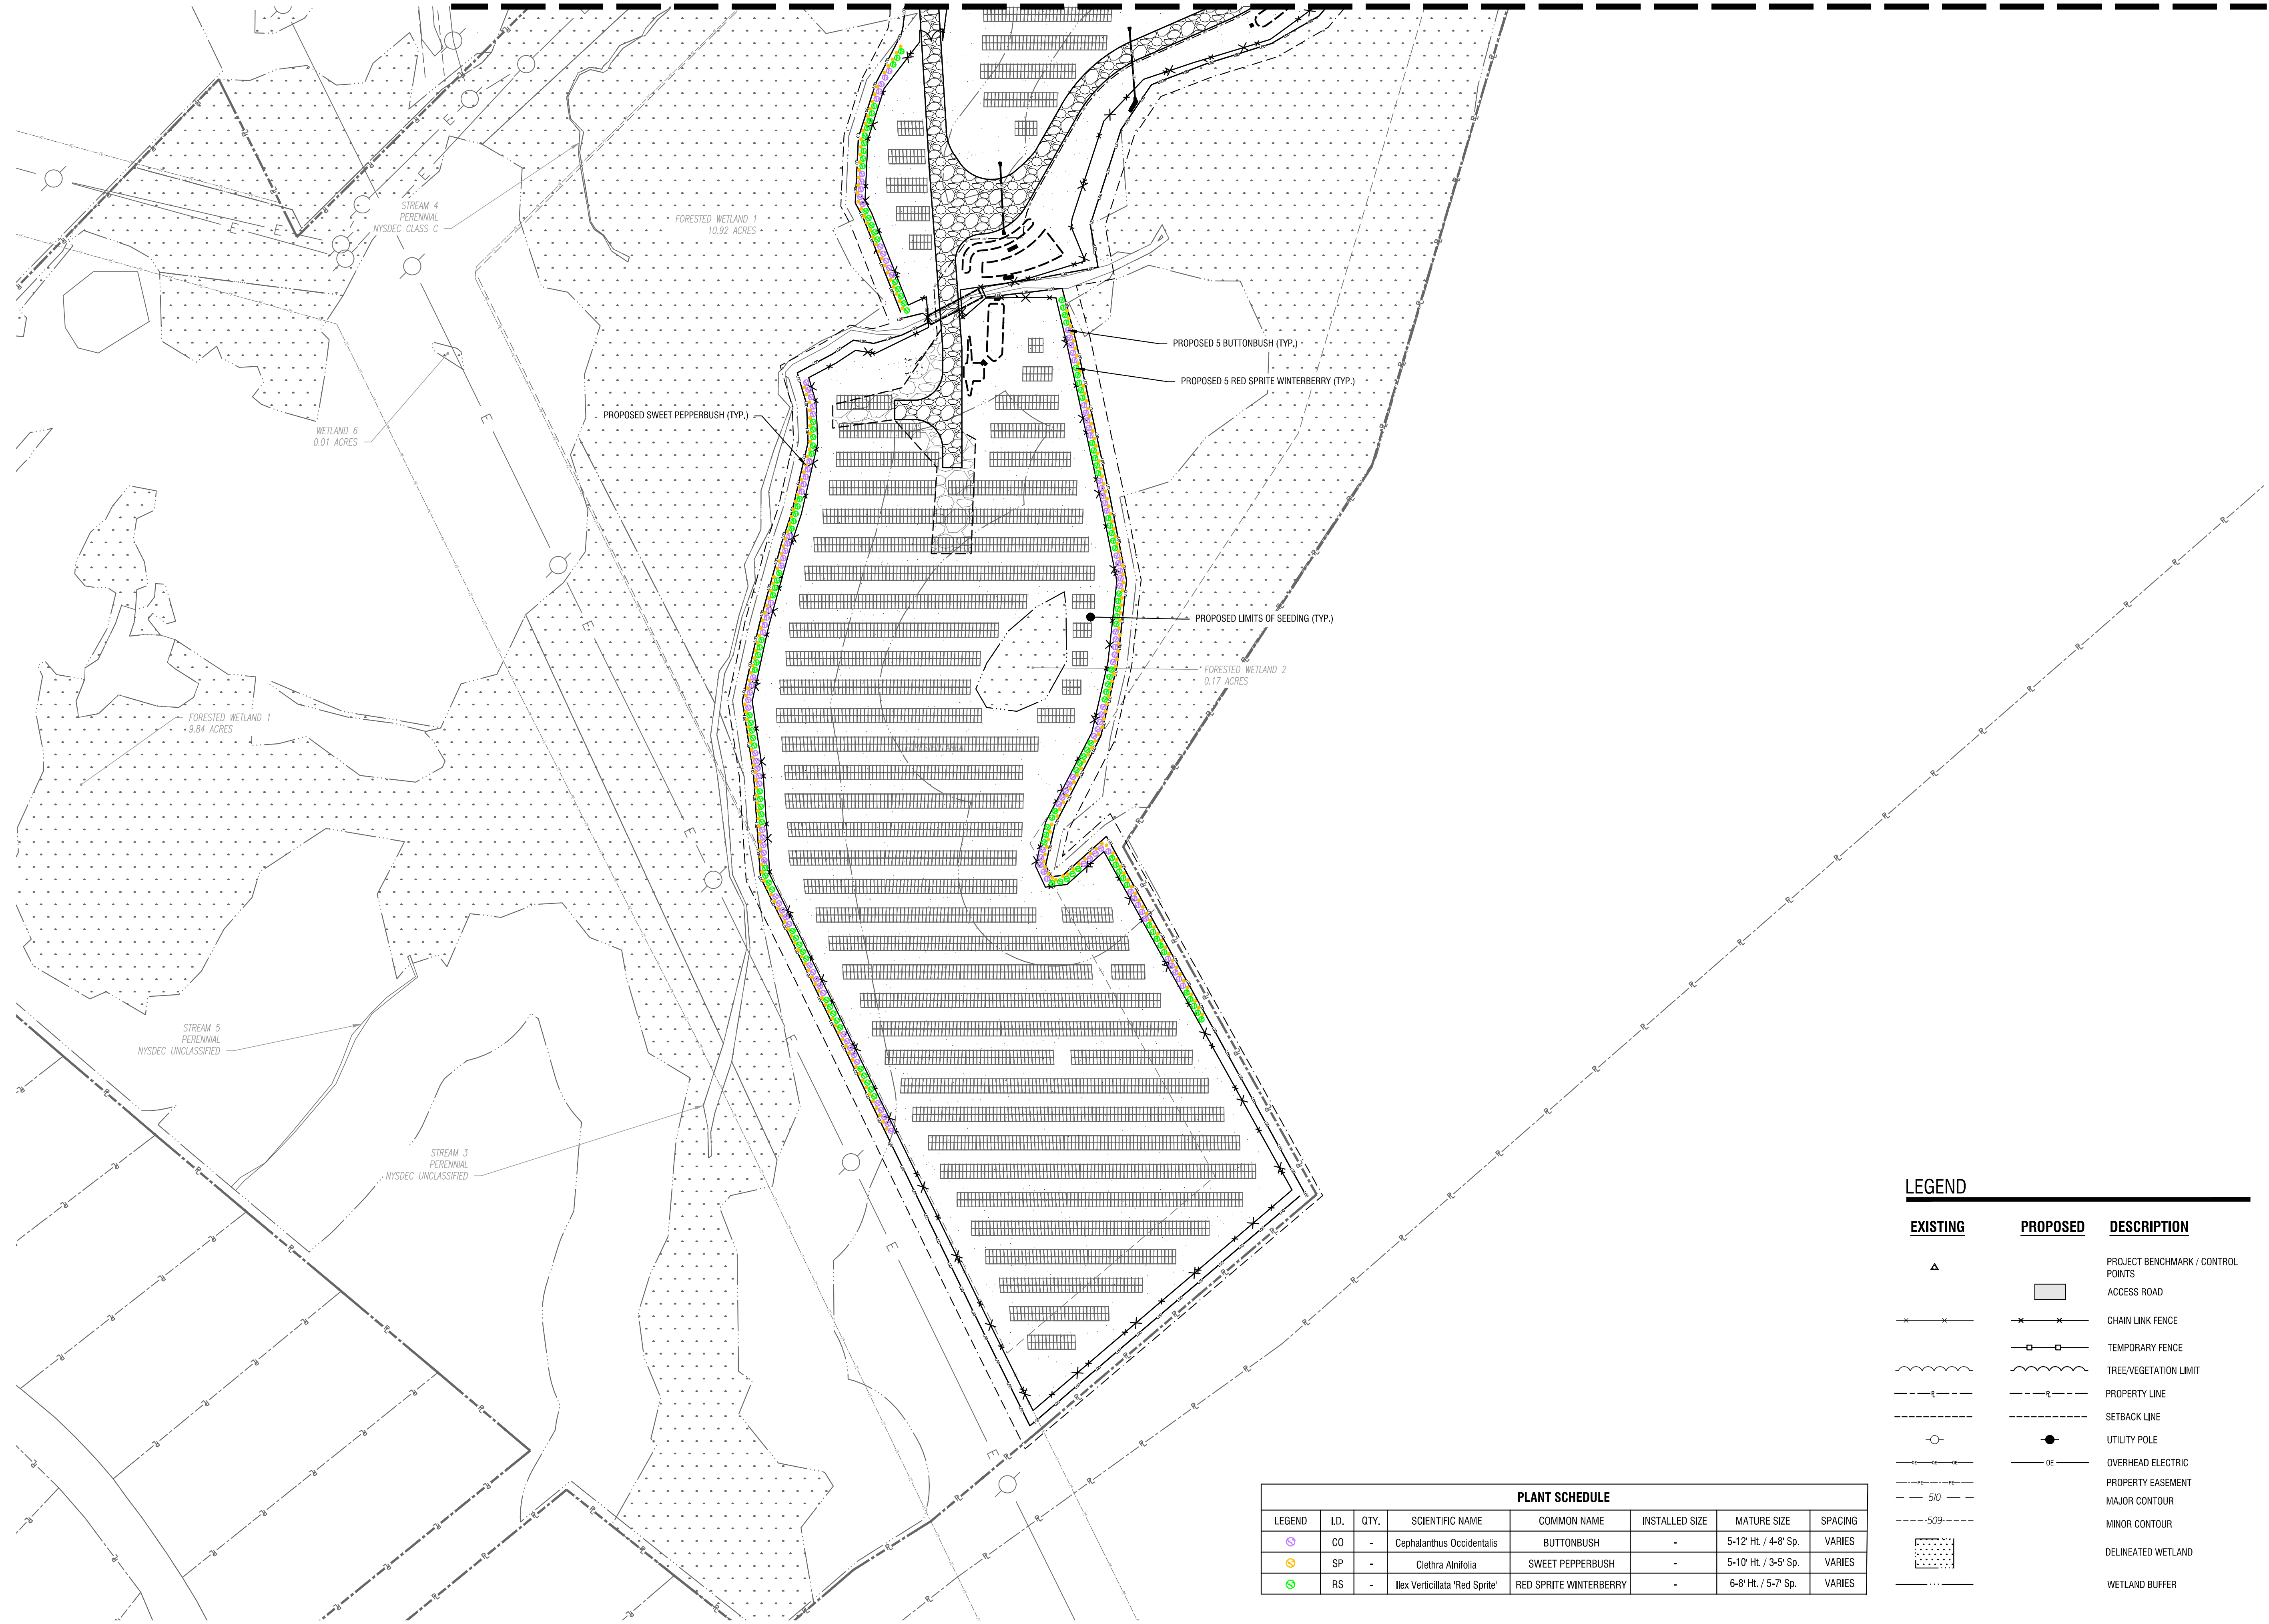 STREAM 4
PERENNIAL
NYSDEC CLASS C
FORESTED WETLAND 1
10.92 ACRES
PROPOSED 5 BUTTONBUSH (TYP.)
PROPOSED 5 RED SPRITE WINTERBERRY (TYP.)
PROPOSED SWEET PEPPERBUSH (TYP.)
WETLAND 6
0.01 ACRES
PROPOSED LIMITS OF SEEDING (TYP.)
FORESTED WETLAND 2
0.17 ACRES
FORESTED WETLAND 1
9.84 ACRES
STREAM 5
PERENNIAL
NYSDEC UNCLASSIFIED
STREAM 3
PERENNIAL
NYSDEC UNCLASSIFIED
LEGEND
EXISTING PROPOSED DESCRIPTION
PROJECT BENCHMARK / CONTROL
POINTS
ACCESS ROAD
CHAIN LINK FENCE
TEMPORARY FENCE
TREE/VEGETATION LIMIT
PROPERTY LINE
SETBACK LINE
UTILITY POLE
OE OE OE OE OVERHEAD ELECTRIC
PE PE PROPERTY EASEMENT
510 MAJOR CONTOUR
509 MINOR CONTOUR
DELINEATED WETLAND
WETLAND BUFFER
PLANT SCHEDULE
LEGEND I.D. QTY. SCIENTIFIC NAME COMMON NAME INSTALLED SIZE MATURE SIZE SPACING
CO - Cephalanthus Occidentalis BUTTONBUSH - 5-12' Ht. / 4-8' Sp. VARIES
SP - Clethra Alnifolia SWEET PEPPERBUSH - 5-10' Ht. / 3-5' Sp. VARIES
RS - Ilex Verticillata 'Red Sprite' RED SPRITE WINTERBERRY - 6-8' Ht. / 5-7' Sp. VARIES